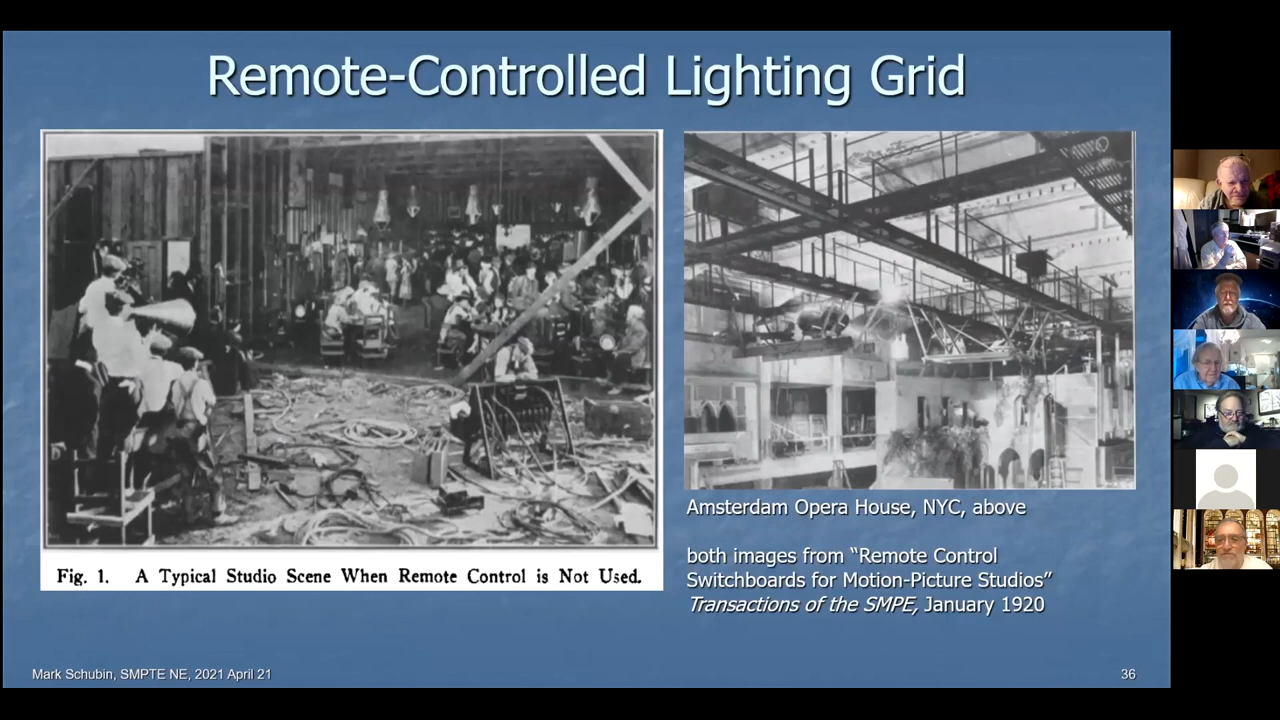 Remote-Controlled Lighting Grid
Fig. 1. A Typical Studio Scene When Remote Control is Not Used.
Amsterdam Opera House, NYC, above
both images from “Remote Control
Switchboards for Motion-Picture Studios”
Transactions of the SMPE, January 1920
Mark Schubin, SMPTE NE, 2021 April 21
36